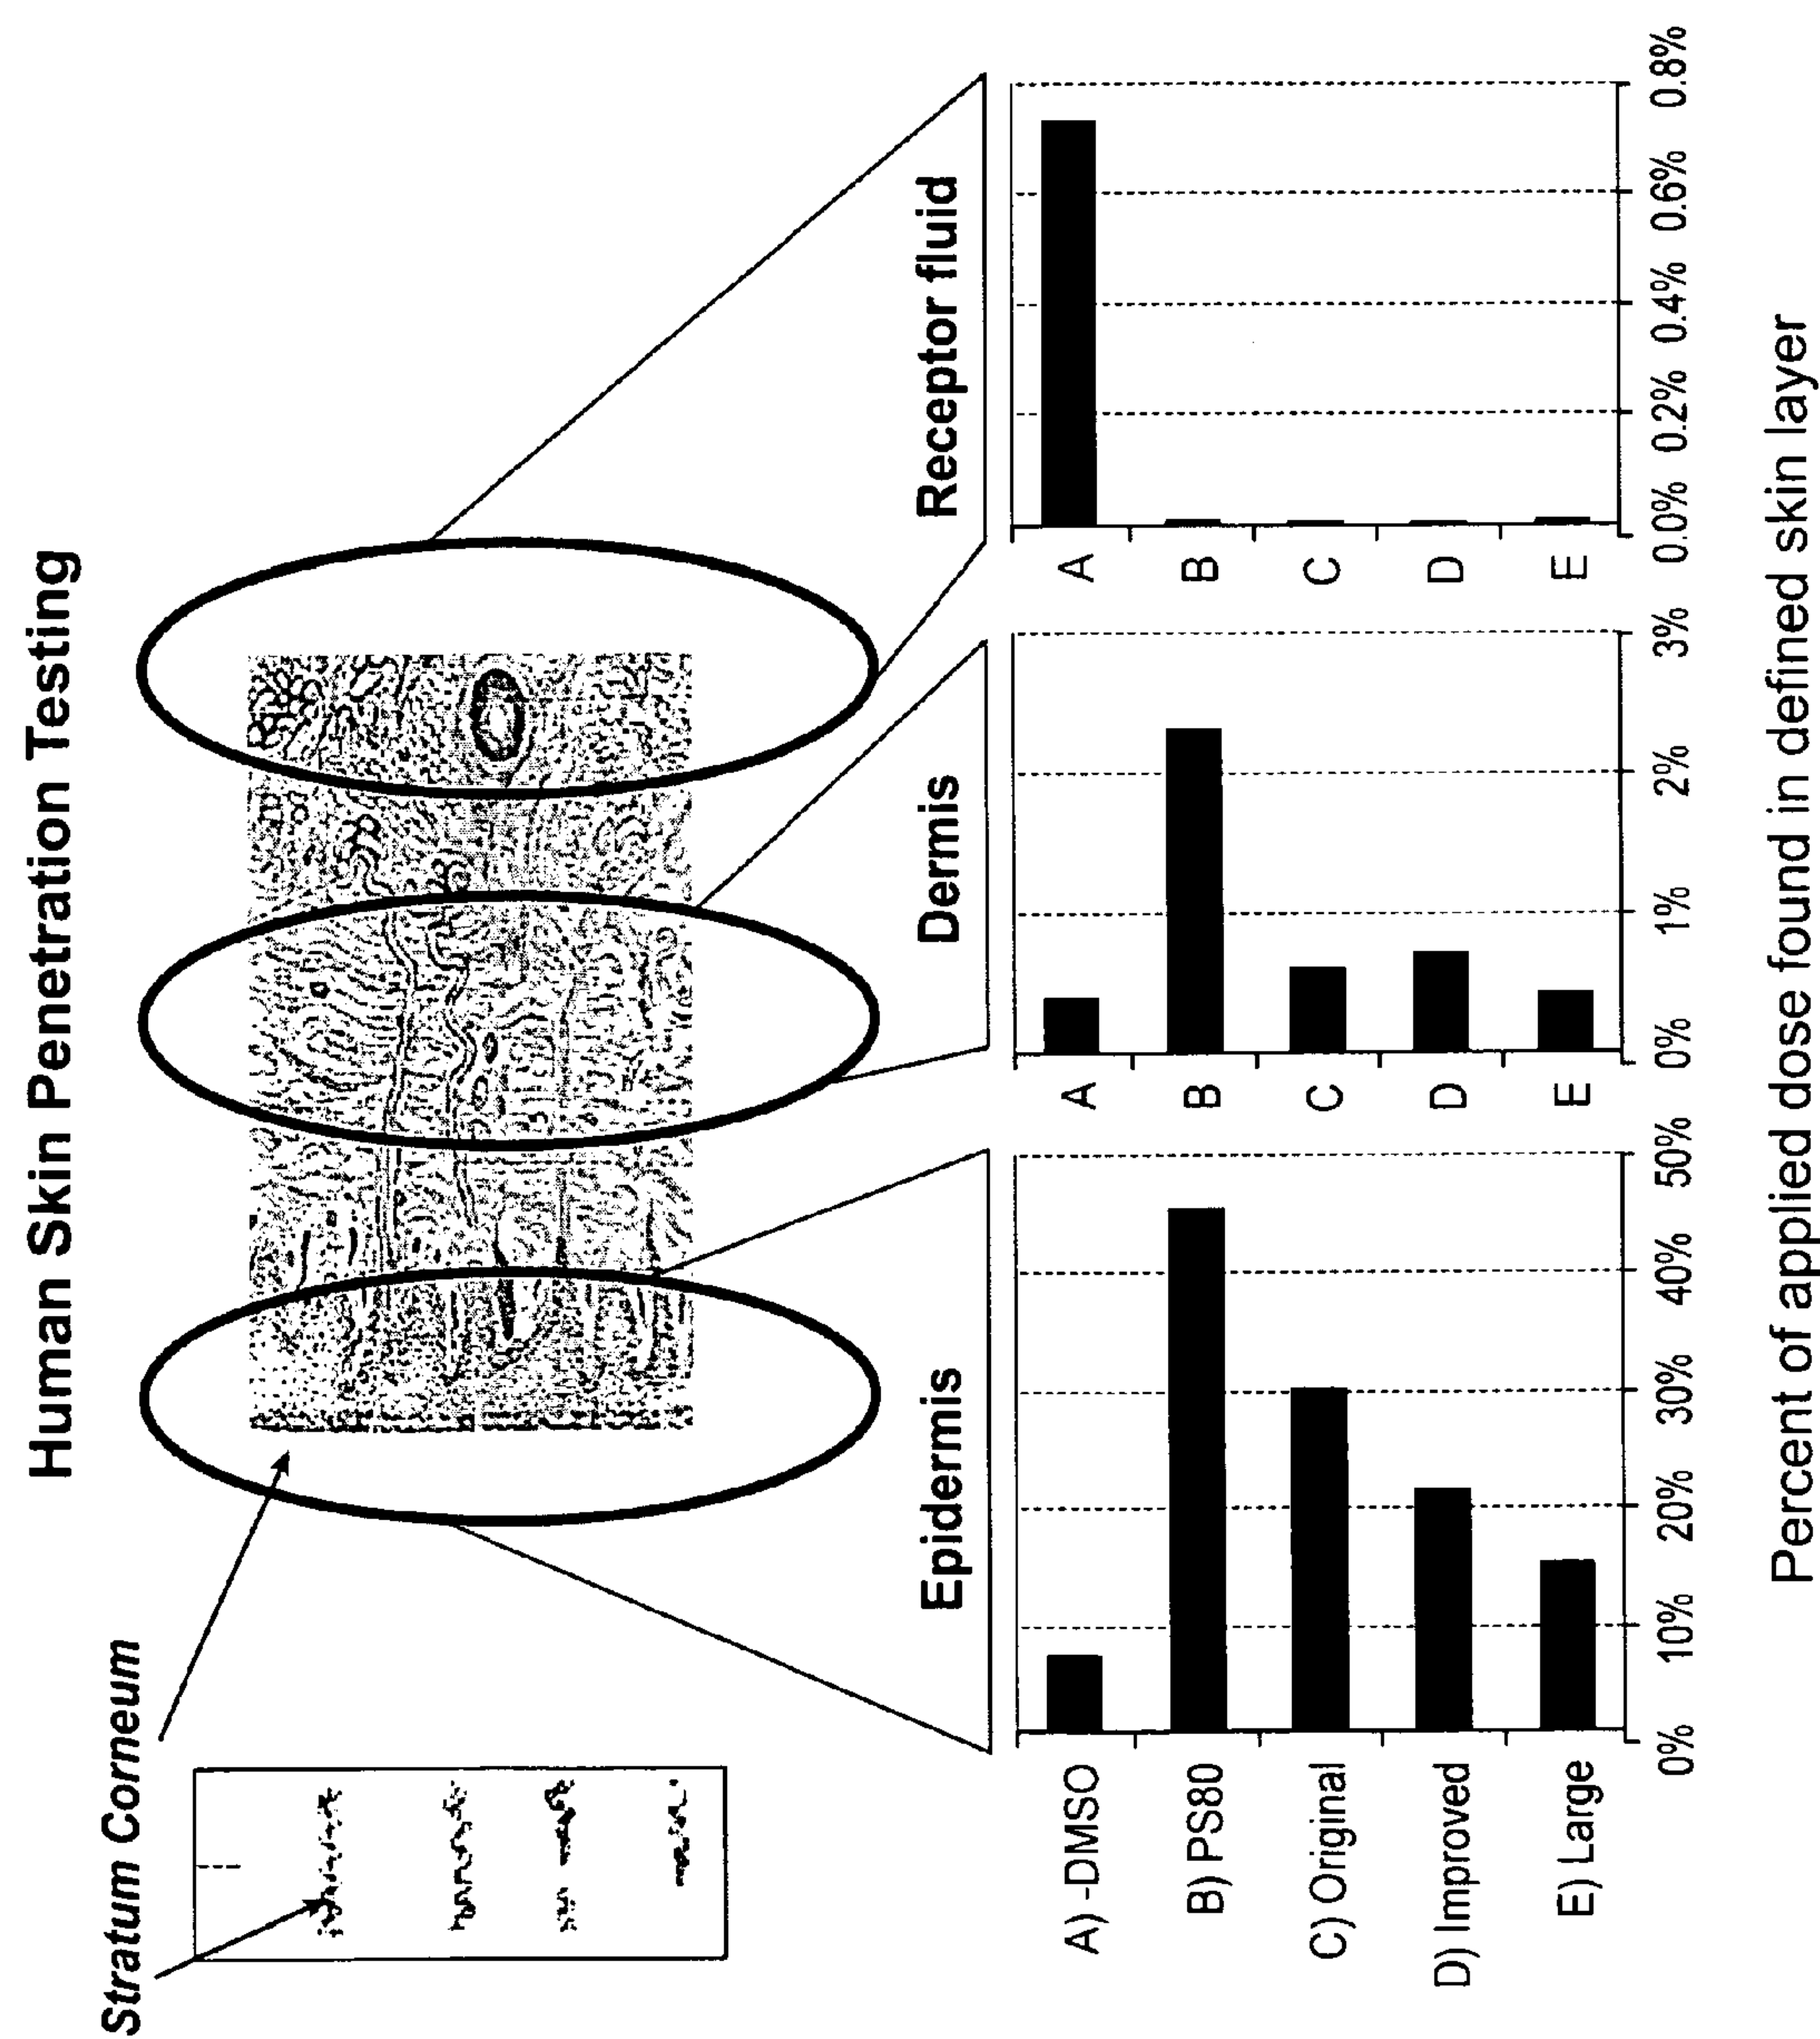 Human Skin Penetration Testing
Stratum Corneum
Epidermis
Dermis
Receptor fluid
A) -DMSO
B) PS80
C) Original
D) Improved
E) Large
0% 10% 20% 30% 40% 50%
A
B
C
D
E
0% 1% 2% 3%
A
B
C
D
E
0.0% 0.2% 0.4% 0.6% 0.8%
Percent of applied dose found in defined skin layer